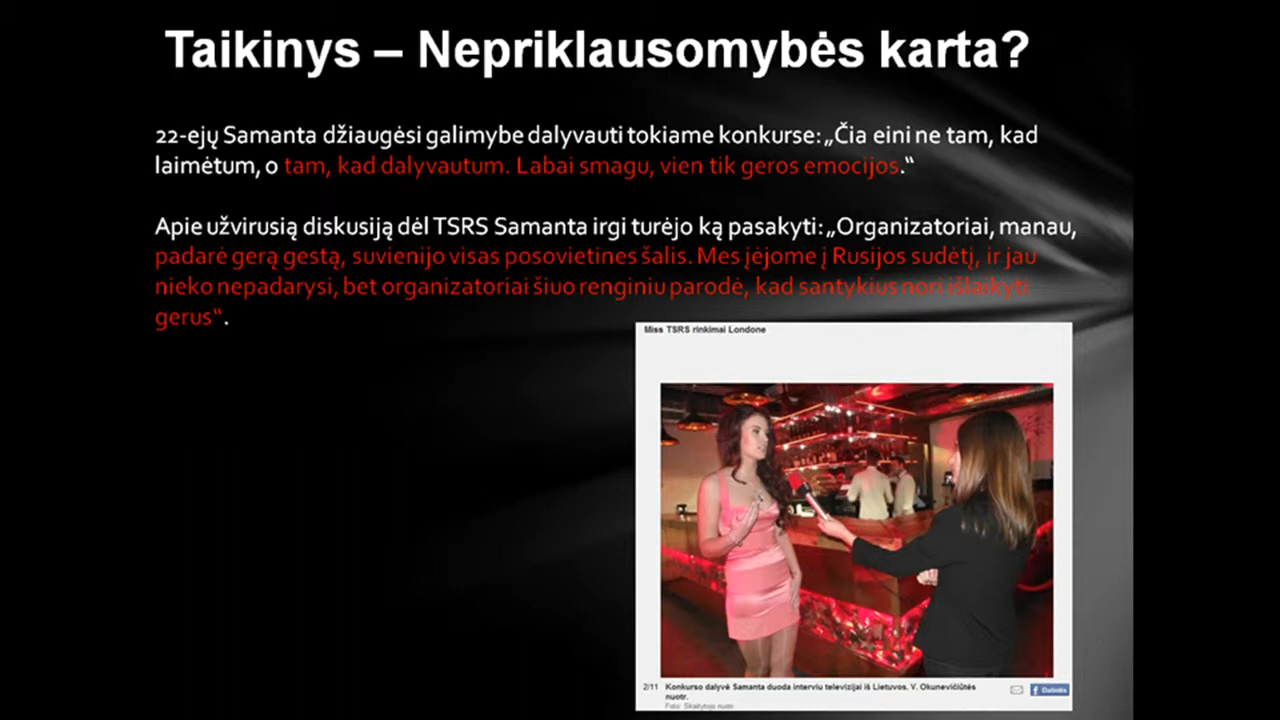 Taikinys – Nepriklausomybės karta?
22-ejų Samanta džiaugėsi galimybe dalyvauti tokiame konkurse: „Čia eini ne tam, kad
laimėtum, o tam, kad dalyvautum. Labai smagu, vien tik geros emocijos.“
Apie užvirusią diskusiją dėl TSRS Samanta irgi turėjo ką pasakyti: „Organizatoriai, manau,
padarė gerą gestą, suvienijo visas posovietines šalis. Mes įėjome į Rusijos sudėtį, ir jau
nieko nepadarysi, bet organizatoriai šiuo renginiu parodė, kad santykius nori išlaikyti
gerus“.
Miss TSRS rinkimai Londone
2/11 Konkurso dalyvė Samanta duoda interviu televizijai iš Lietuvos. V. Okunevičiūtės
nuotr.
Foto: Skaitytojo nuotr.
f Dalintis